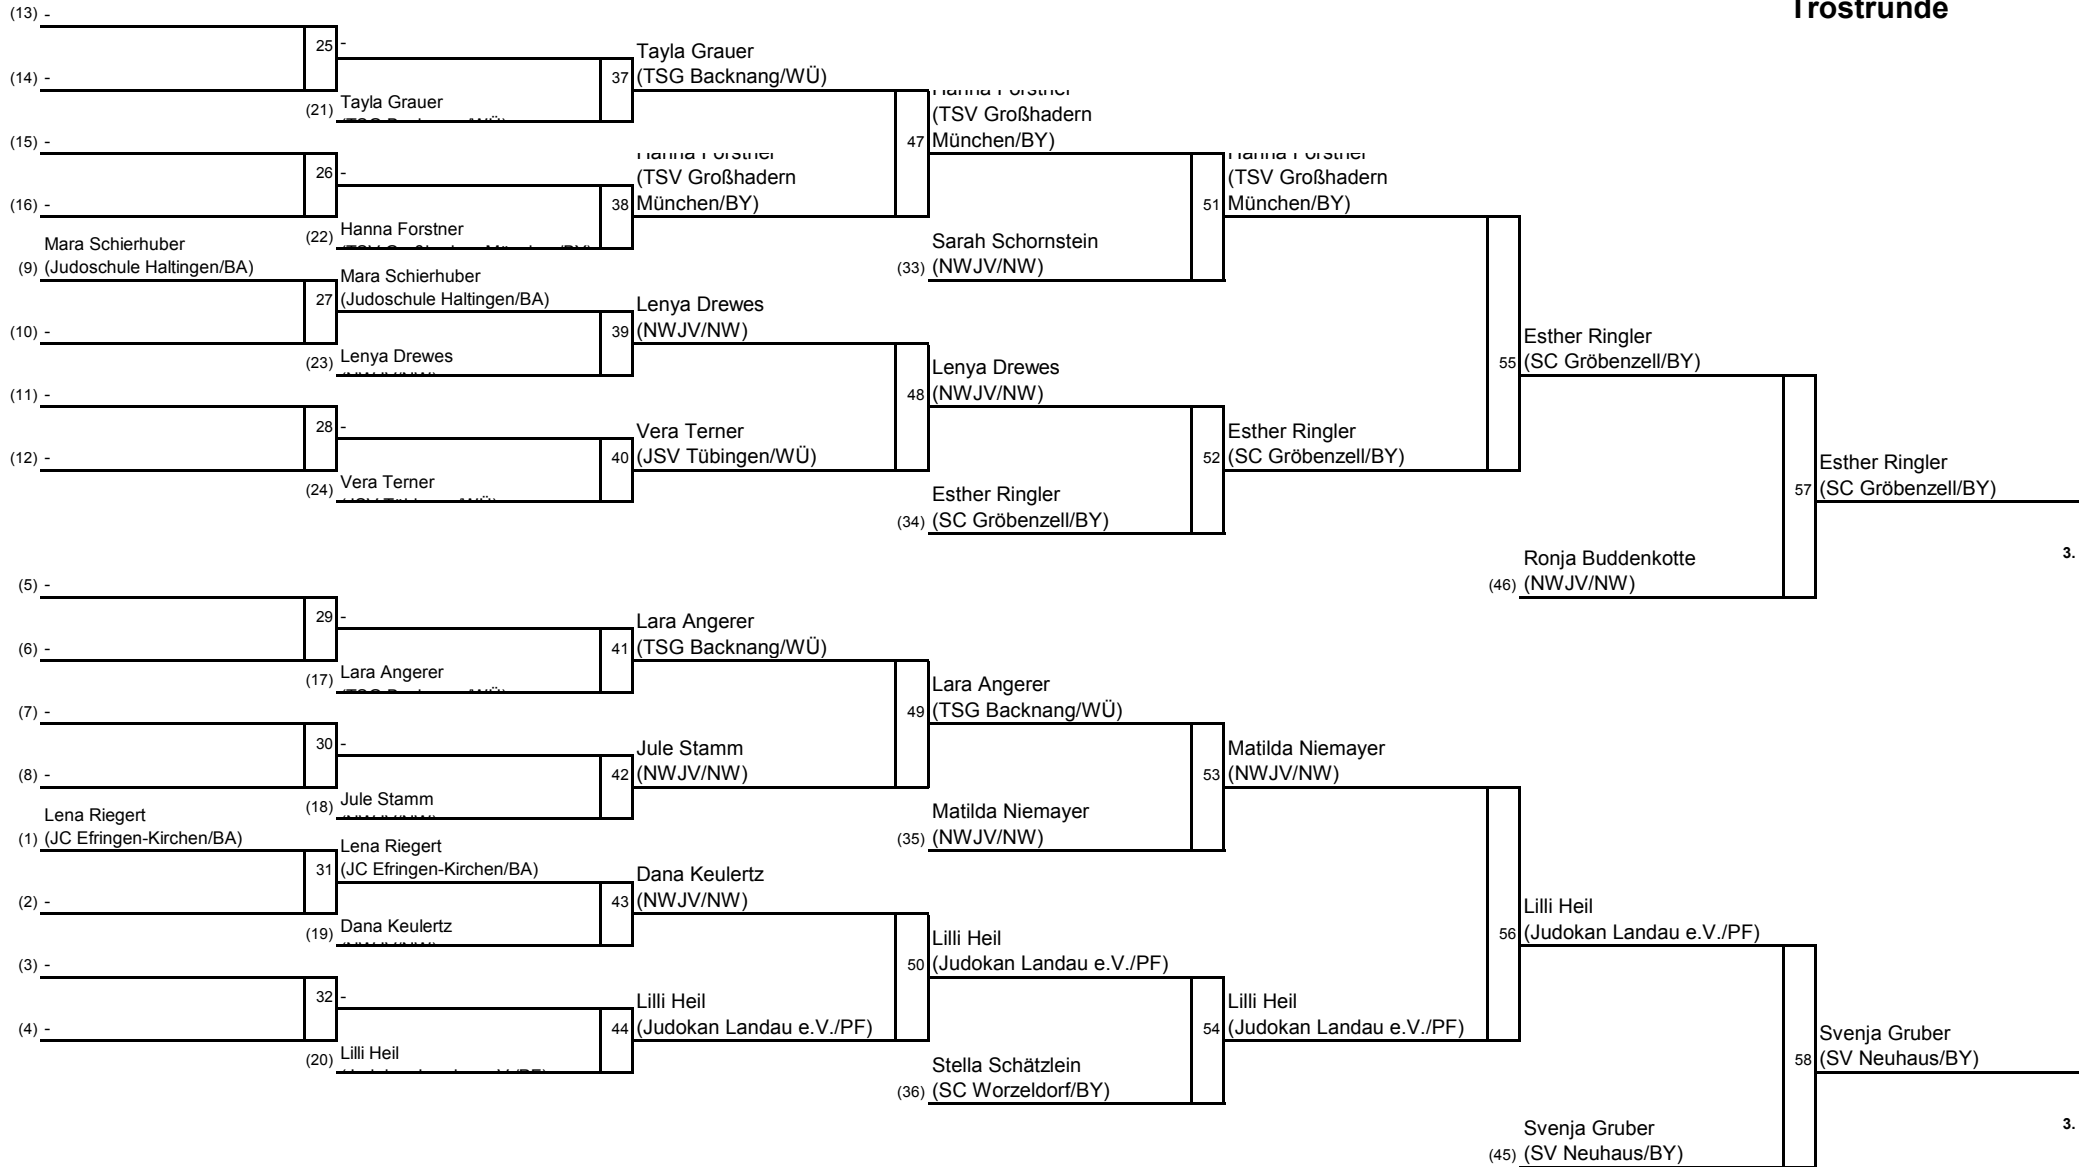 Trostrunde
(13) -
25
(14) -
-
(21) Tayla Grauer
37
Tayla Grauer
(TSG Backnang/WÜ)
(15) -
26
(16) -
-
(22) Hanna Forstner
38
Hanna Forstner
(TSV Großhadern
München/BY)
47
Hanna Forstner
(TSV Großhadern
München/BY)
Sarah Schornstein
(33) (NWJV/NW)
51
Hanna Forstner
(TSV Großhadern
München/BY)
Mara Schierhuber
(9) (Judoschule Haltingen/BA)
27
(10) -
Mara Schierhuber
(Judoschule Haltingen/BA)
(23) Lenya Drewes
39
Lenya Drewes
(NWJV/NW)
(11) -
28
(12) -
-
(24) Vera Terner
40
Vera Terner
(JSV Tübingen/WÜ)
48
Lenya Drewes
(NWJV/NW)
Esther Ringler
(34) (SC Gröbenzell/BY)
52
Esther Ringler
(SC Gröbenzell/BY)
55
Esther Ringler
(SC Gröbenzell/BY)
Ronja Buddenkotte
(46) (NWJV/NW)
57
Esther Ringler
(SC Gröbenzell/BY)
3.
(5) -
29
(6) -
-
(17) Lara Angerer
41
Lara Angerer
(TSG Backnang/WÜ)
(7) -
30
(8) -
-
(18) Jule Stamm
42
Jule Stamm
(NWJV/NW)
49
Lara Angerer
(TSG Backnang/WÜ)
Matilda Niemayer
(35) (NWJV/NW)
53
Matilda Niemayer
(NWJV/NW)
Lena Riegert
(1) (JC Efringen-Kirchen/BA)
31
(2) -
Lena Riegert
(JC Efringen-Kirchen/BA)
(19) Dana Keulertz
43
Dana Keulertz
(NWJV/NW)
(3) -
32
(4) -
-
(20) Lilli Heil
44
Lilli Heil
(Judokan Landau e.V./PF)
50
Lilli Heil
(Judokan Landau e.V./PF)
Stella Schätzlein
(36) (SC Worzeldorf/BY)
54
Lilli Heil
(Judokan Landau e.V./PF)
56
Lilli Heil
(Judokan Landau e.V./PF)
Svenja Gruber
(45) (SV Neuhaus/BY)
58
Svenja Gruber
(SV Neuhaus/BY)
3.